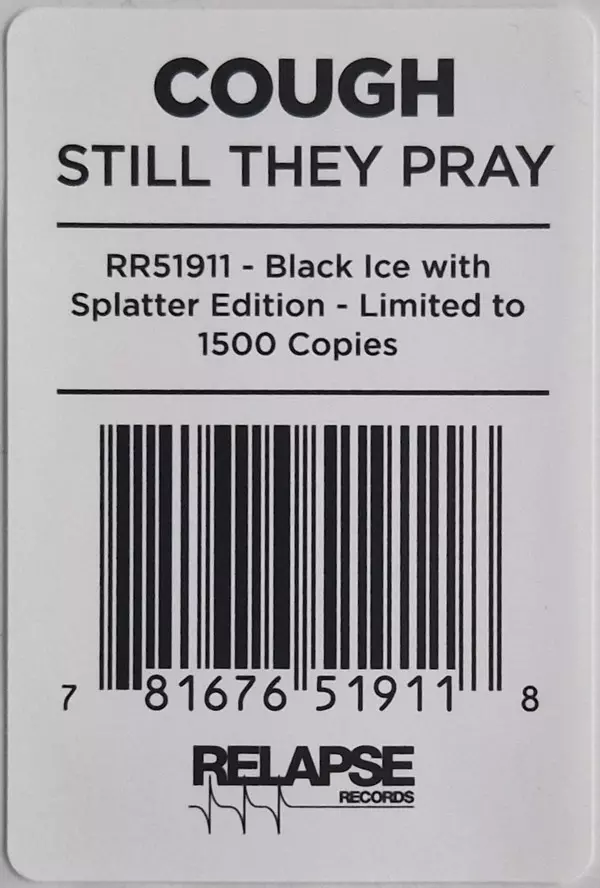 COUGH
STILL THEY PRAY
RR51911 - Black Ice with
Splatter Edition - Limited to
1500 Copies
7 81676 51911 8
RELAPSE
RECORDS